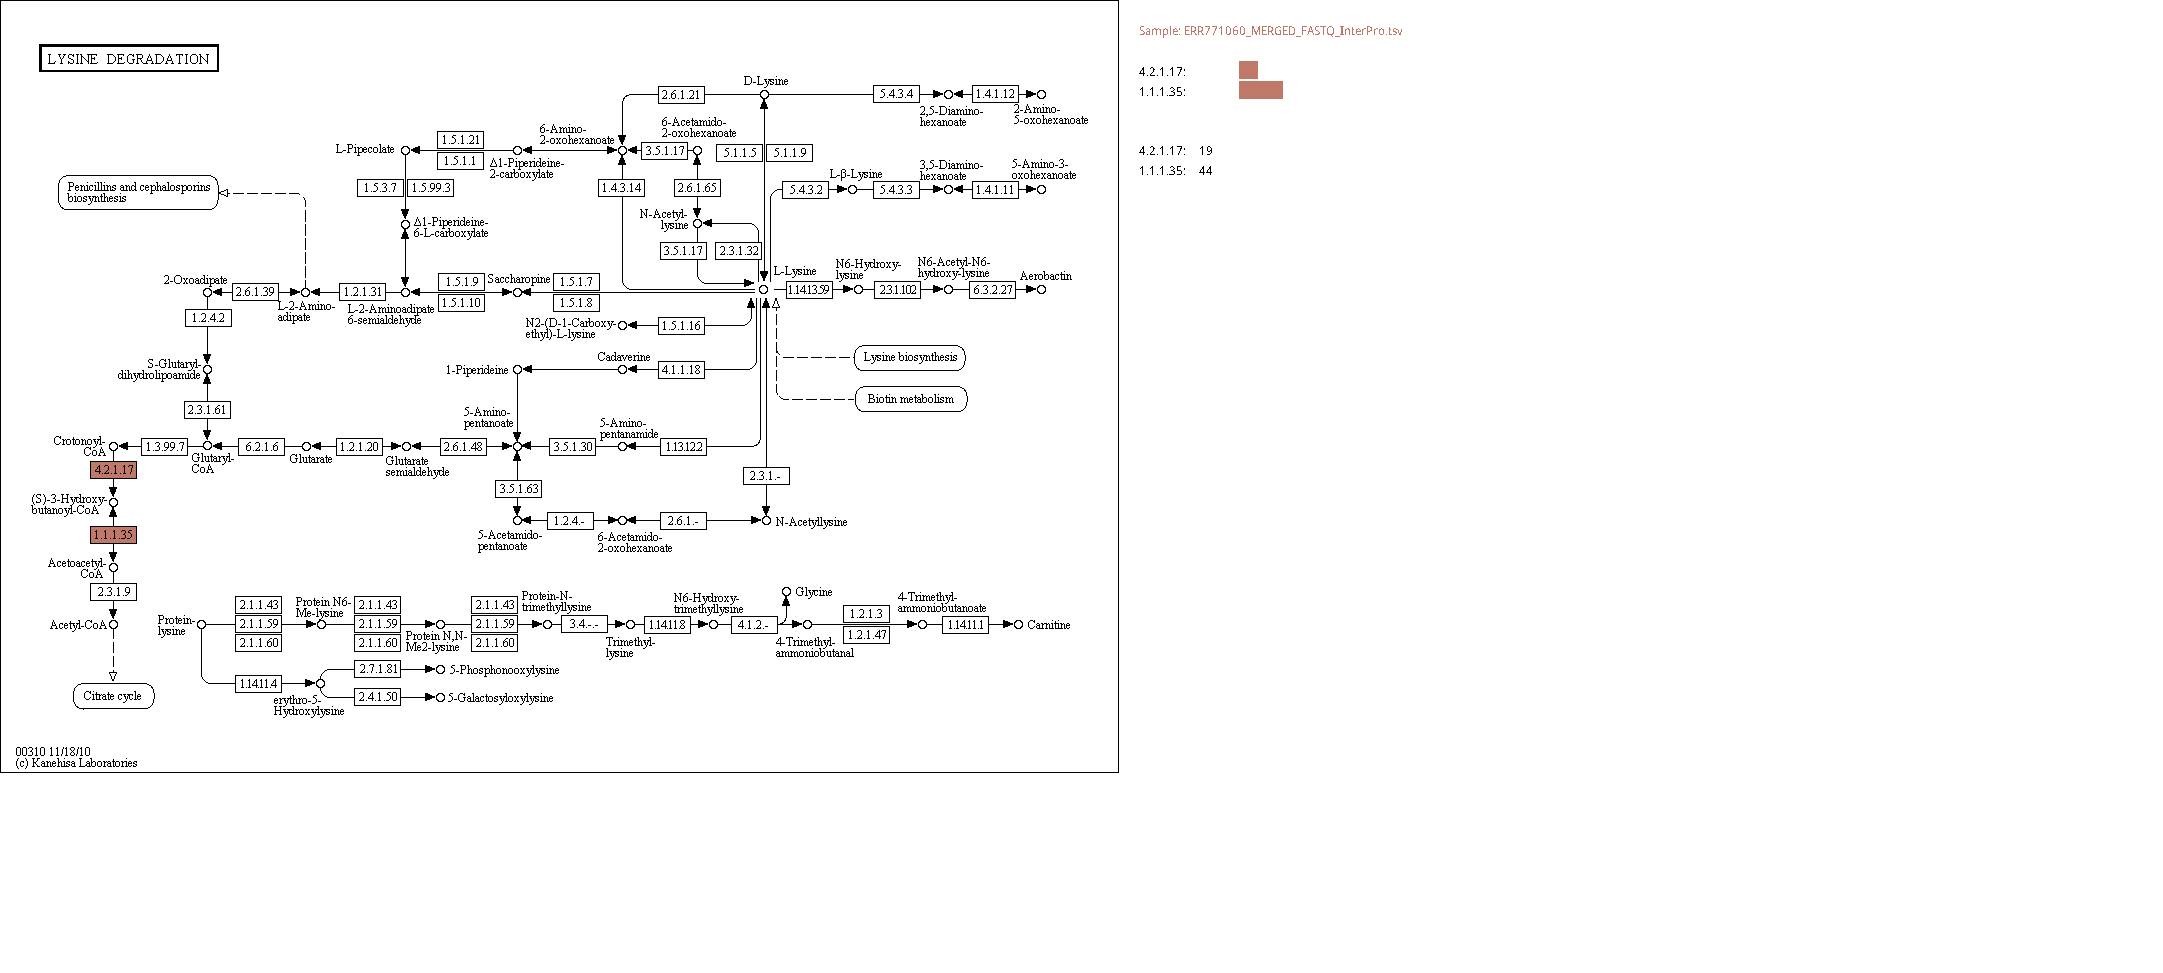 Sample: ERR771060_MERGED_FASTQ_InterPro.tsv
LYSINE DEGRADATION
4.2.1.17:
1.1.1.35:
4.2.1.17: 19
1.1.1.35: 44
D-Lysine
2.6.1.21
5.4.3.4
1.4.1.12
2,5-Diamino-
hexanoate
2-Amino-
5-oxohexanoate
6-Amino-
2-oxohexanoate
6-Acetamido-
2-oxohexanoate
1.5.1.21
L-Pipecolate
1.5.1.1
Δ1-Piperideine-
2-carboxylate
3.5.1.17
5.1.1.5
5.1.1.9
Penicillins and cephalosporins
biosynthesis
1.5.3.7
1.5.99.3
1.4.3.14
2.6.1.65
L-β-Lysine
5.4.3.2
5.4.3.3
3,5-Diamino-
hexanoate
1.4.1.11
5-Amino-3-
oxohexanoate
Δ1-Piperideine-
6-L-carboxylate
N-Acetyl-
lysine
3.5.1.17
2.3.1.32
2-Oxoadipate
2.6.1.39
L-2-Amino-
adipate
1.2.1.31
L-2-Aminoadipate
6-semialdehyde
1.5.1.9
1.5.1.10
Saccharopine
1.5.1.7
1.5.1.8
L-Lysine
1.14.13.59
N6-Hydroxy-
lysine
2.3.1.102
N6-Acetyl-N6-
hydroxy-lysine
6.3.2.27
Aerobactin
1.2.4.2
N2-(D-1-Carboxy-
ethyl)-L-lysine
1.5.1.16
S-Glutaryl-
dihydrolipoamide
1-Piperideine
Cadaverine
4.1.1.18
Lysine biosynthesis
Biotin metabolism
2.3.1.61
5-Amino-
pentanoate
5-Amino-
pentanamide
Crotonoyl-
CoA
1.3.99.7
Glutaryl-
CoA
6.2.1.6
Glutarate
1.2.1.20
Glutarate
semialdehyde
2.6.1.48
3.5.1.30
1.13.12.2
4.2.1.17
2.3.1.-
3.5.1.63
(S)-3-Hydroxy-
butanoyl-CoA
1.1.1.35
5-Acetamido-
pentanoate
1.2.4.-
6-Acetamido-
2-oxohexanoate
2.6.1.-
N-Acetyllysine
Acetoacetyl-
CoA
2.3.1.9
Acetyl-CoA
Citrate cycle
Protein-
lysine
2.1.1.43
2.1.1.59
2.1.1.60
Protein N6-
Me-lysine
2.1.1.43
2.1.1.59
2.1.1.60
Protein N,N-
Me2-lysine
2.1.1.43
2.1.1.59
2.1.1.60
Protein-N-
trimethyllysine
3.4.-.-
Trimethyl-
lysine
1.14.11.8
N6-Hydroxy-
trimethyllysine
4.1.2.-
Glycine
4-Trimethyl-
ammoniobutanal
1.2.1.3
1.2.1.47
4-Trimethyl-
ammoniobutanoate
1.14.11.1
Carnitine
1.14.11.4
erythro-5-
Hydroxylysine
2.7.1.81
5-Phosphonooxylysine
2.4.1.50
5-Galactosyloxylysine
00310 11/18/10
(c) Kanehisa Laboratories